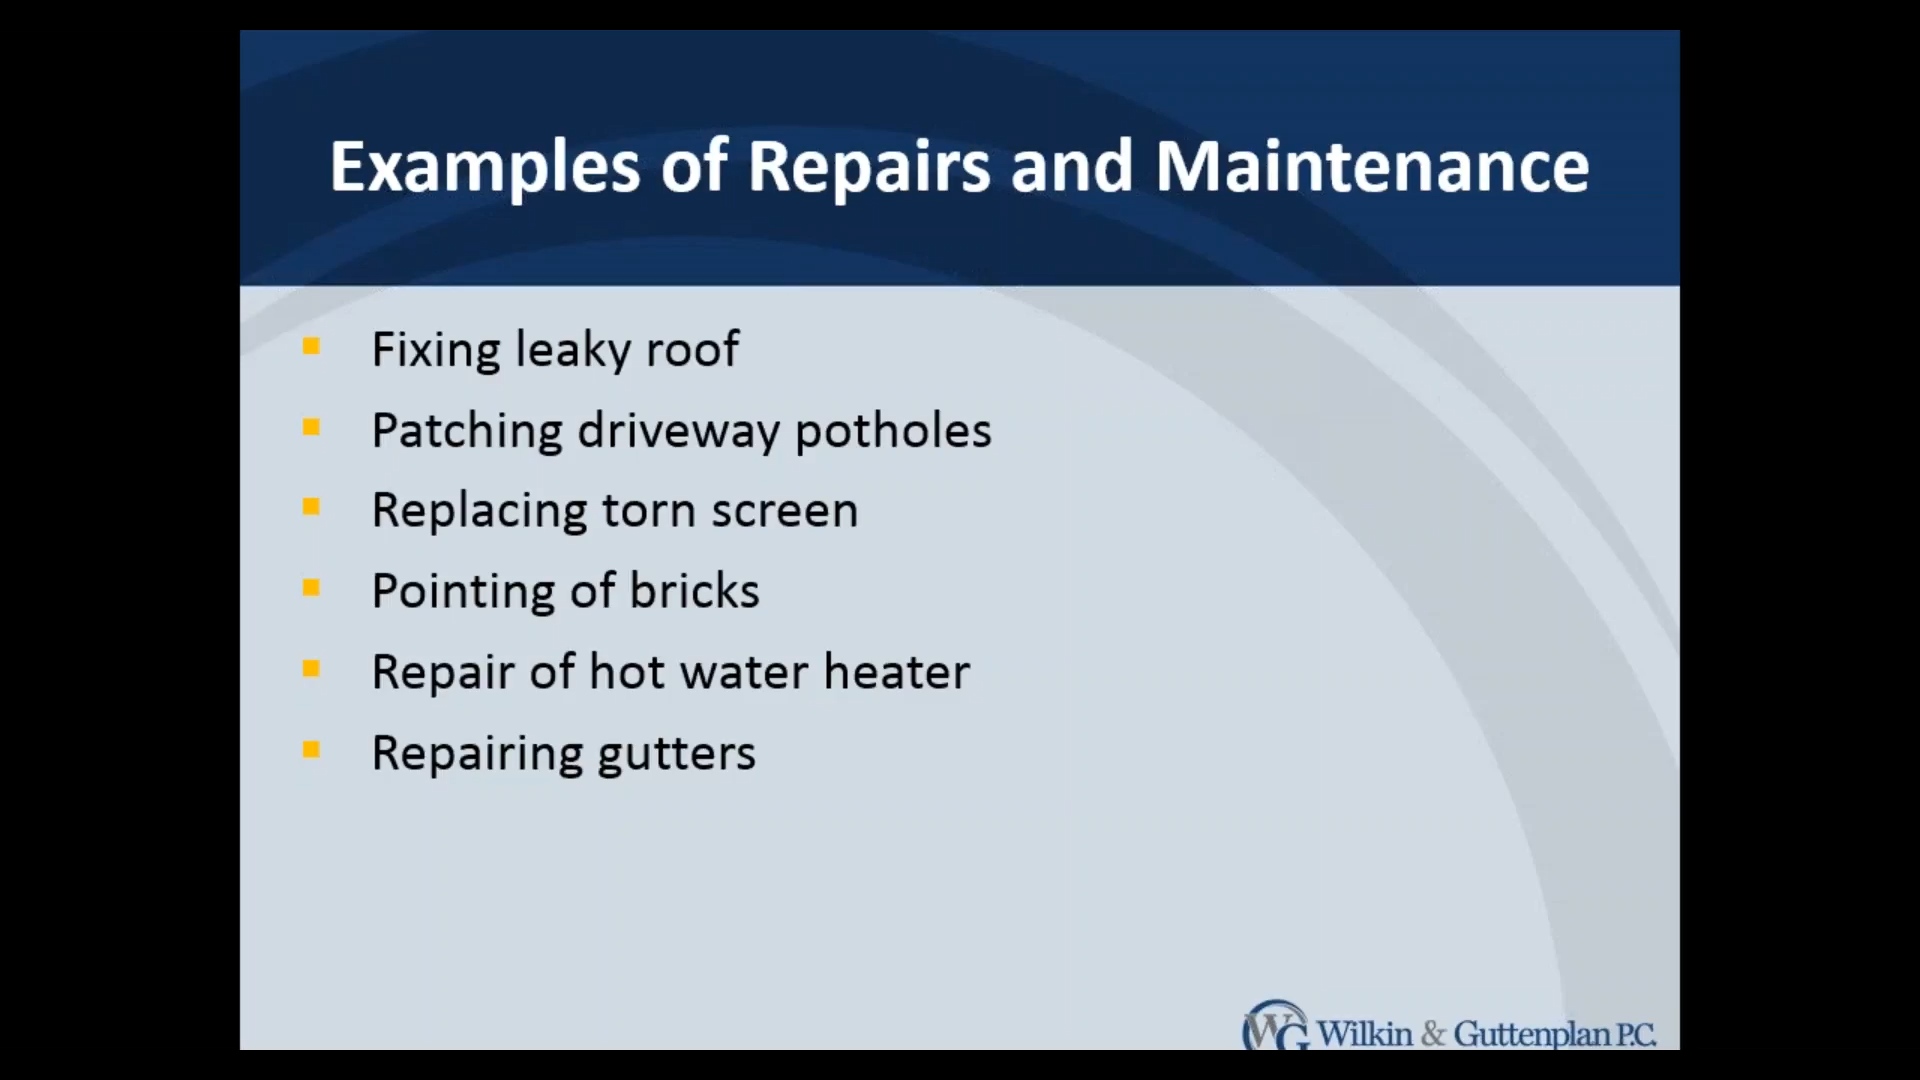 Examples of Repairs and Maintenance
Fixing leaky roof
Patching driveway potholes
Replacing torn screen
Pointing of bricks
Repair of hot water heater
Repairing gutters
WG Wilkin & Guttenplan P.C.